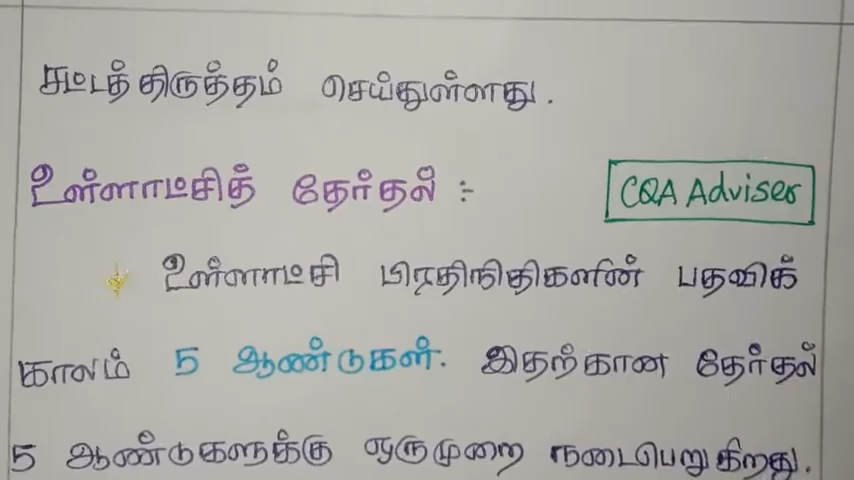 சட்டத்திருத்தம் செய்துள்ளது.
உள்ளாட்சித் தேர்தல் :-
CQA Adviser
உள்ளாட்சி பிரதிநிதிகளின் பதவிக்
காலம் 5 ஆண்டுகள். இதற்கான தேர்தல்
5 ஆண்டுகளுக்கு ஒருமுறை நடைபெறுகிறது.